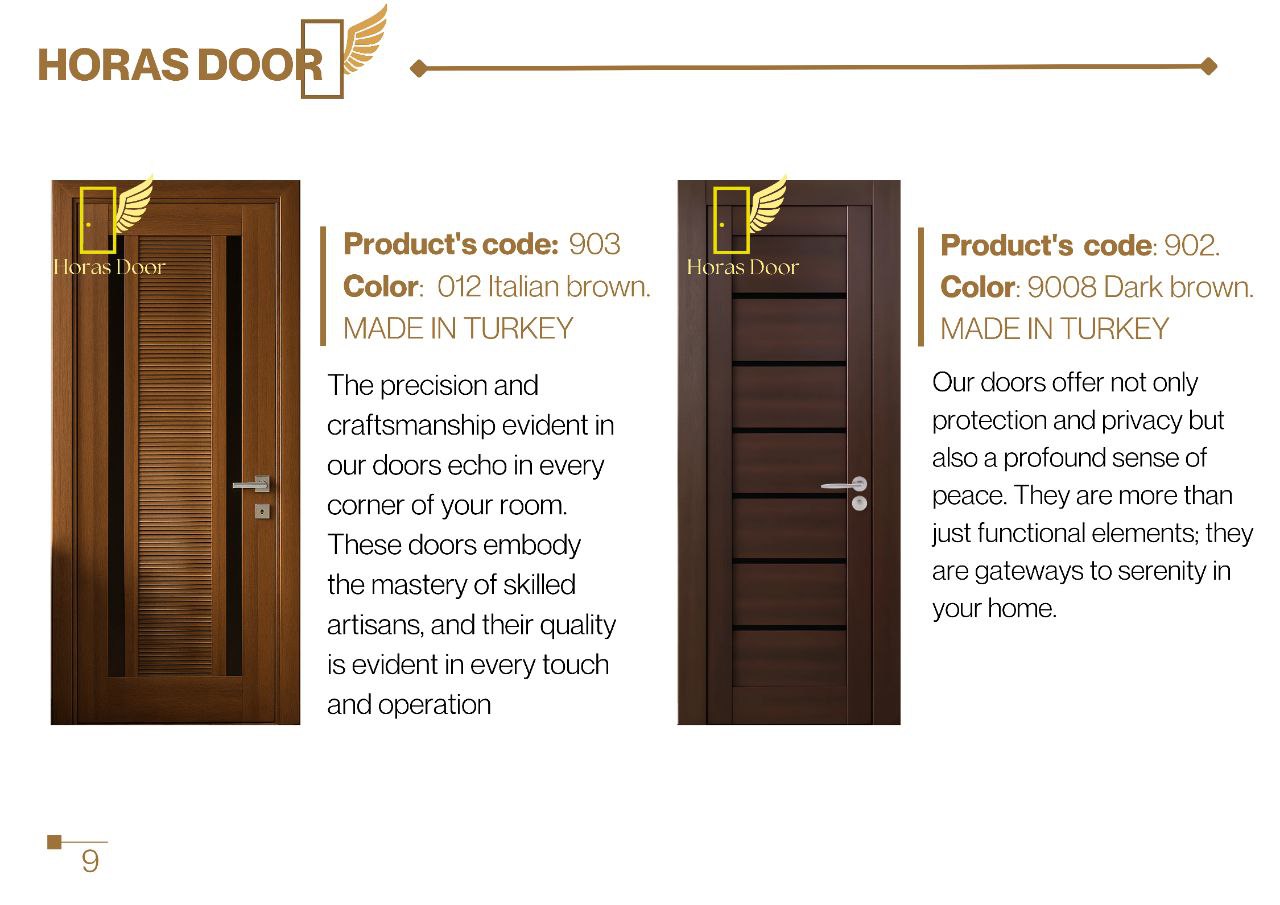 HORAS DOOR
Horas Door
Product's code: 903
Color: 012 Italian brown.
MADE IN TURKEY
The precision and
craftsmanship evident in
our doors echo in every
corner of your room.
These doors embody
the mastery of skilled
artisans, and their quality
is evident in every touch
and operation
Horas Door
Product's code: 902.
Color: 9008 Dark brown.
MADE IN TURKEY
Our doors offer not only
protection and privacy but
also a profound sense of
peace. They are more than
just functional elements; they
are gateways to serenity in
your home.
9